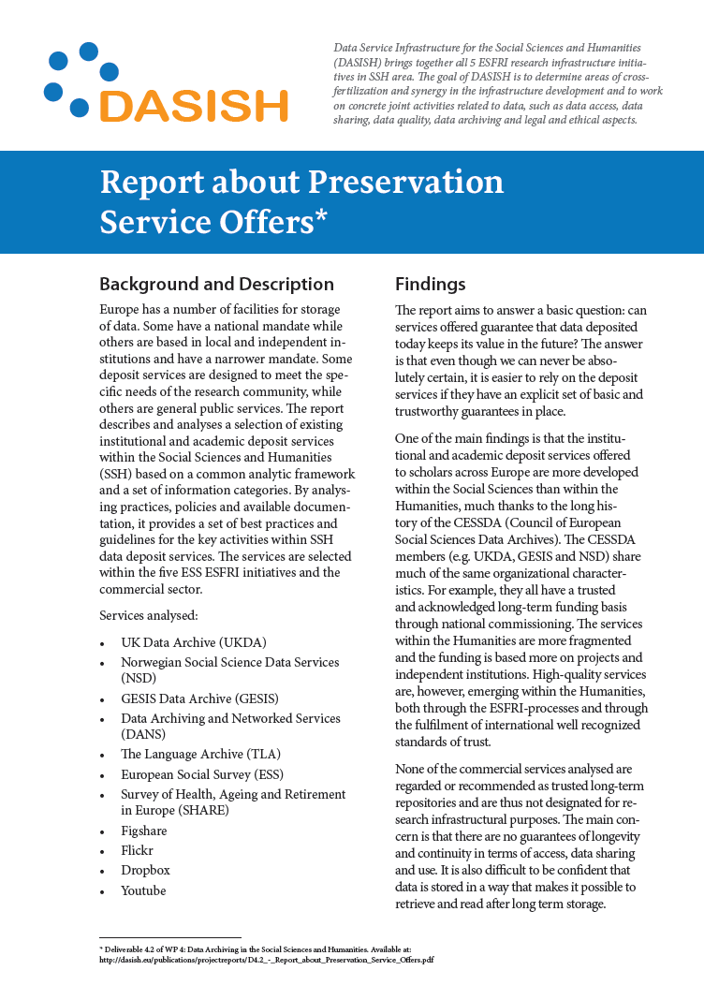 DASISH
Data Service Infrastructure for the Social Sciences and Humanities
(DASISH) brings together all 5 ESFRI research infrastructure initia-
tives in SSH area. The goal of DASISH is to determine areas of cross-
fertilization and synergy in the infrastructure development and to work
on concrete joint activities related to data, such as data access, data
sharing, data quality, data archiving and legal and ethical aspects.
Report about Preservation
Service Offers*
Background and Description
Europe has a number of facilities for storage
of data. Some have a national mandate while
others are based in local and independent in-
stitutions and have a narrower mandate. Some
deposit services are designed to meet the spe-
cific needs of the research community, while
others are general public services. The report
describes and analyses a selection of existing
institutional and academic deposit services
within the Social Sciences and Humanities
(SSH) based on a common analytic framework
and a set of information categories. By analys-
ing practices, policies and available documen-
tation, it provides a set of best practices and
guidelines for the key activities within SSH
data deposit services. The services are selected
within the five ESS ESFRI initiatives and the
commercial sector.
Services analysed:
• UK Data Archive (UKDA)
• Norwegian Social Science Data Services
(NSD)
• GESIS Data Archive (GESIS)
• Data Archiving and Networked Services
(DANS)
• The Language Archive (TLA)
• European Social Survey (ESS)
• Survey of Health, Ageing and Retirement
in Europe (SHARE)
• Figshare
• Flickr
• Dropbox
• Youtube
Findings
The report aims to answer a basic question: can
services offered guarantee that data deposited
today keeps its value in the future? The answer
is that even though we can never be abso-
lutely certain, it is easier to rely on the deposit
services if they have an explicit set of basic and
trustworthy guarantees in place.
One of the main findings is that the institu-
tional and academic deposit services offered
to scholars across Europe are more developed
within the Social Sciences than within the
Humanities, much thanks to the long his-
tory of the CESSDA (Council of European
Social Sciences Data Archives). The CESSDA
members (e.g. UKDA, GESIS and NSD) share
much of the same organizational character-
istics. For example, they all have a trusted
and acknowledged long-term funding basis
through national commissioning. The services
within the Humanities are more fragmented
and the funding is based more on projects and
independent institutions. High-quality services
are, however, emerging within the Humanities,
both through the ESFRI-processes and through
the fulfilment of international well recognized
standards of trust.
None of the commercial services analysed are
regarded or recommended as trusted long-term
repositories and are thus not designated for re-
search infrastructural purposes. The main con-
cern is that there are no guarantees of longevity
and continuity in terms of access, data sharing
and use. It is also difficult to be confident that
data is stored in a way that makes it possible to
retrieve and read after long term storage.
* Deliverable 4.2 of WP 4: Data Archiving in the Social Sciences and Humanities. Available at:
http://dasish.eu/publications/projectreports/D4.2_-_Report_about_Preservation_Service_Offers.pdf